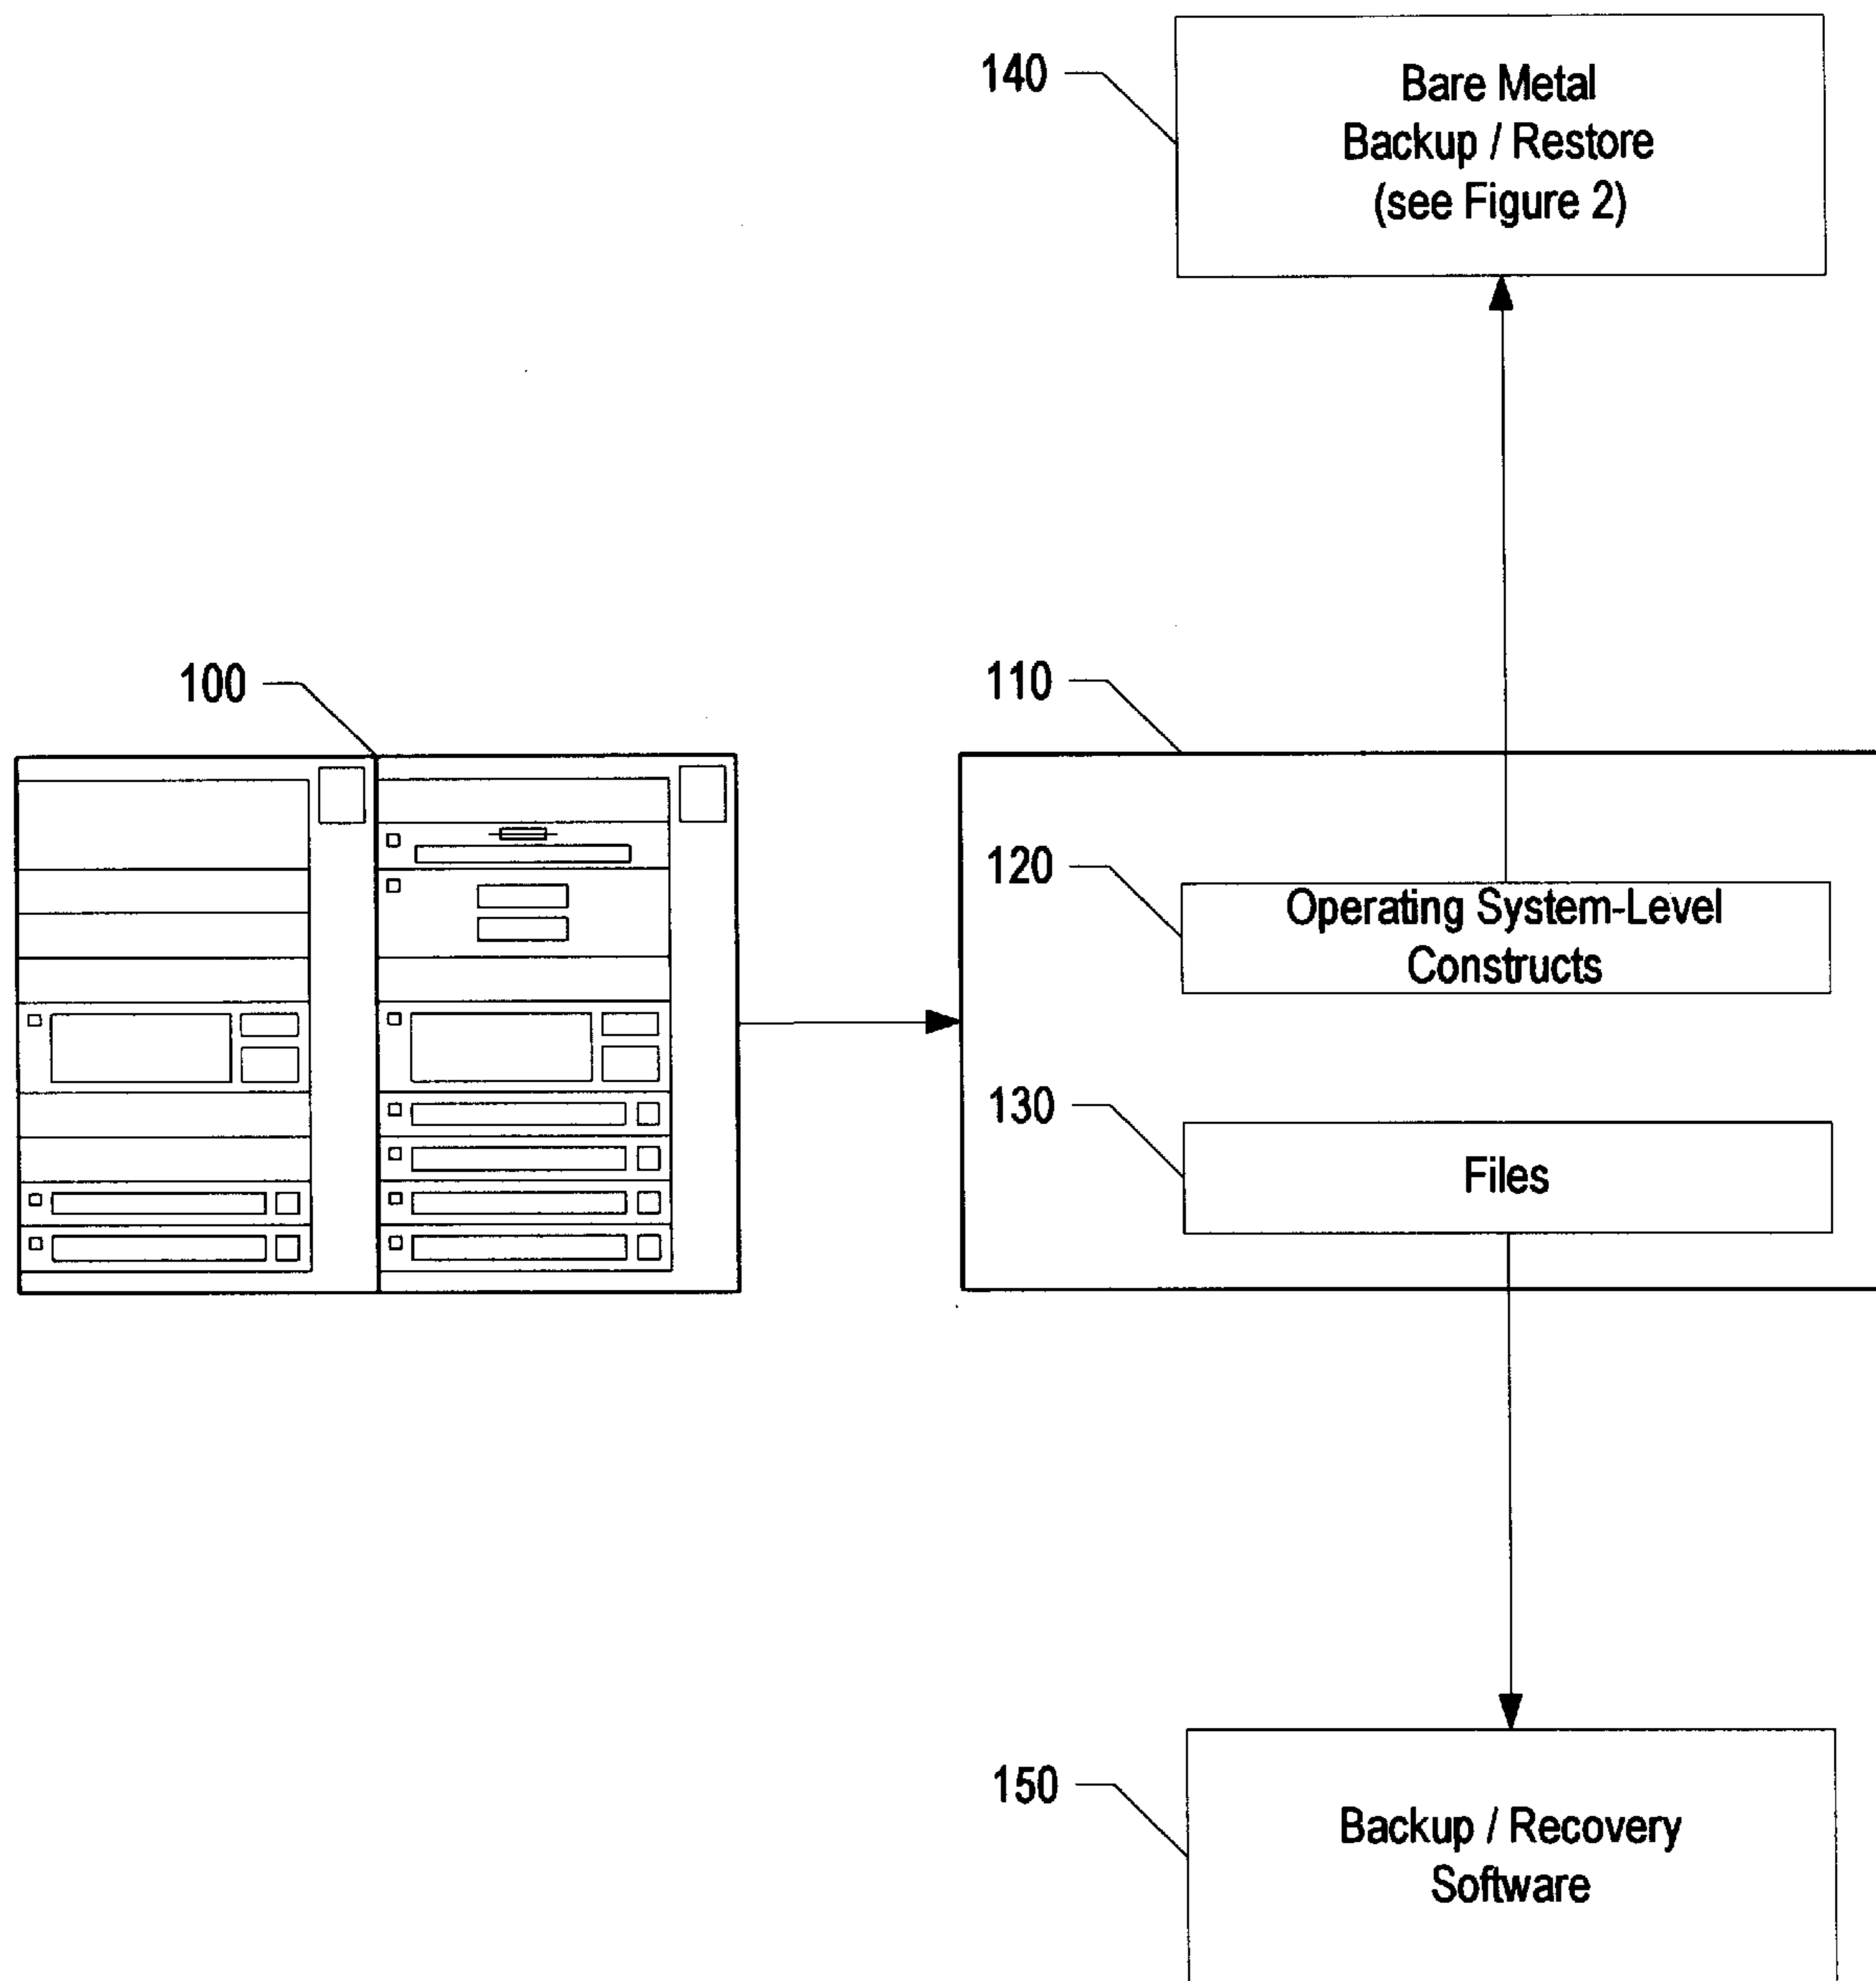 140
Bare Metal
Backup / Restore
(see Figure 2)
100
110
120
Operating System-Level
Constructs
130
Files
150
Backup / Recovery
Software